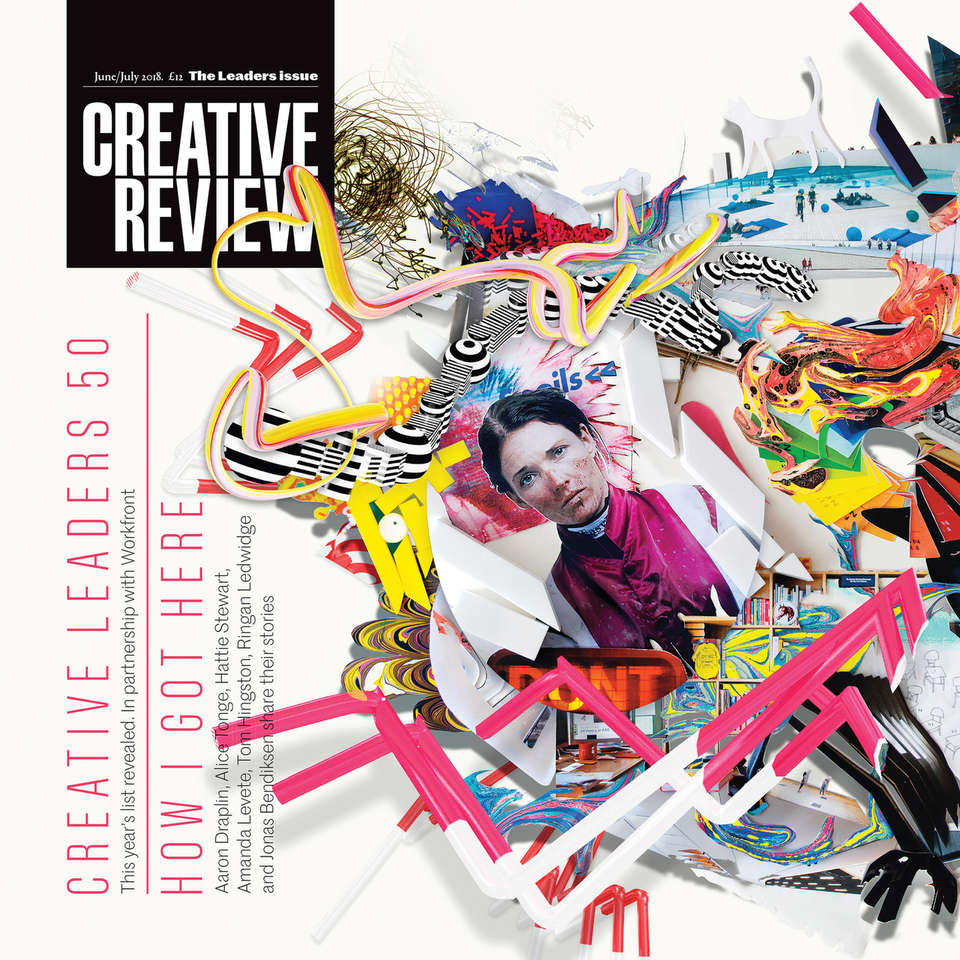 June/July 2018. £12 The Leaders issue
CREATIVE
REVIEW
CREATIVE LEADERS 50
This year's list revealed. In partnership with Workfront
HOW I GOT HERE
Aaron Draplin, Alice Tonge, Hattie Stewart,
Amanda Levete, Tom Hingston, Ringan Ledwidge
and Jonas Bendiksen share their stories
DONT